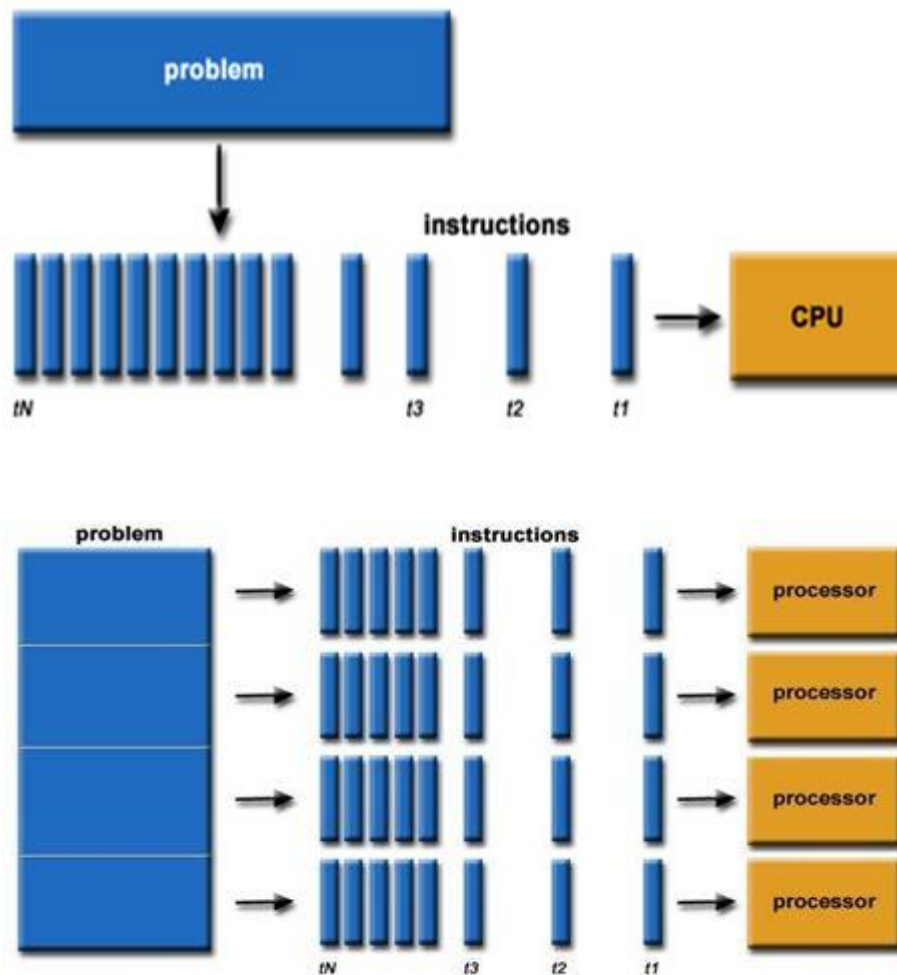 problem
instructions
CPU
tN t3 t2 t1
problem instructions
processor
processor
processor
processor
tN t3 t2 t1